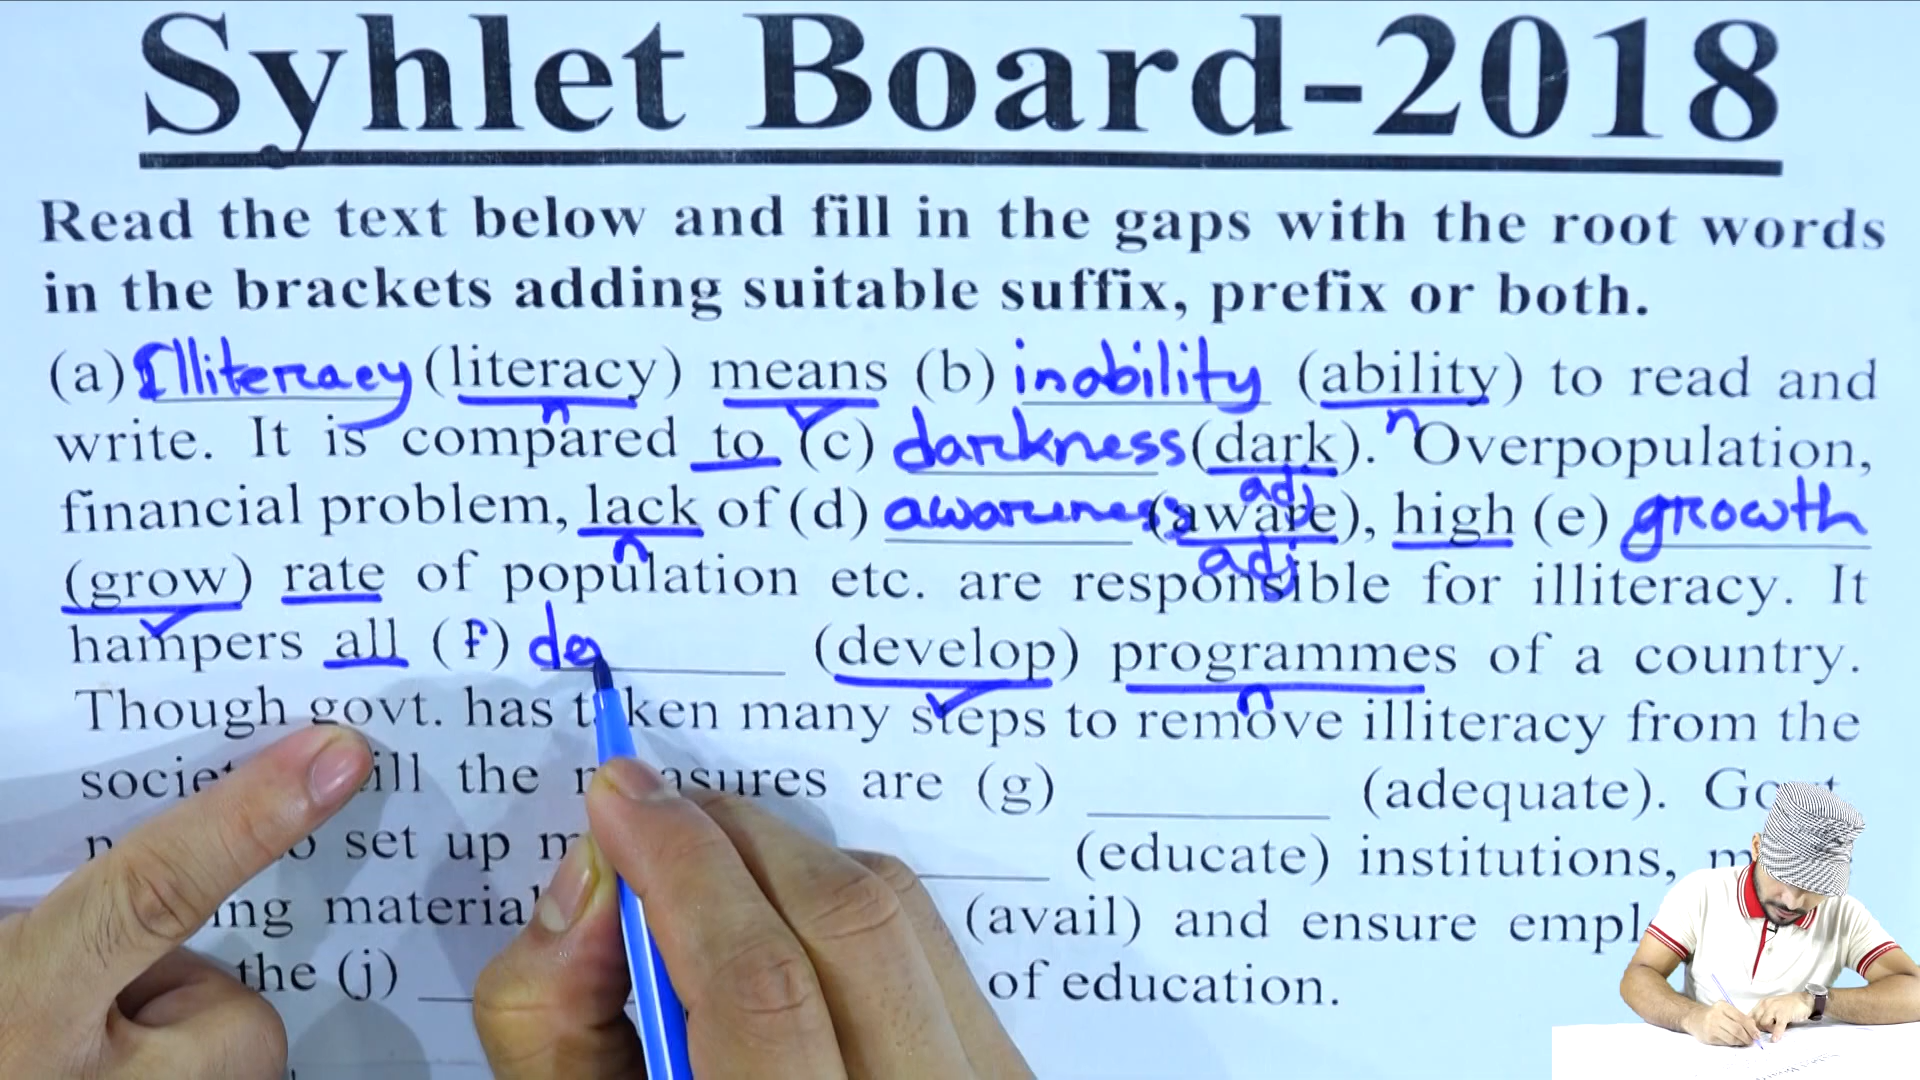 Syhlet Board-2018
Read the text below and fill in the gaps with the root words
in the brackets adding suitable suffix, prefix or both.
(a) Illiteracy (literacy) means (b) inability (ability) to read and
write. It is compared to (c) darkness (dark). Overpopulation,
n n
financial problem, lack of (d) awareness (aware), high (e) growth
adj
(grow) rate of population etc. are responsible for illiteracy. It
n adj
hampers all (f) de (develop) programmes of a country.
Though govt. has taken many steps to remove illiteracy from the
n
ill the measures are (g) (adequate).
set up (educate) institutions,
(avail) and ensure
the (j) of education.